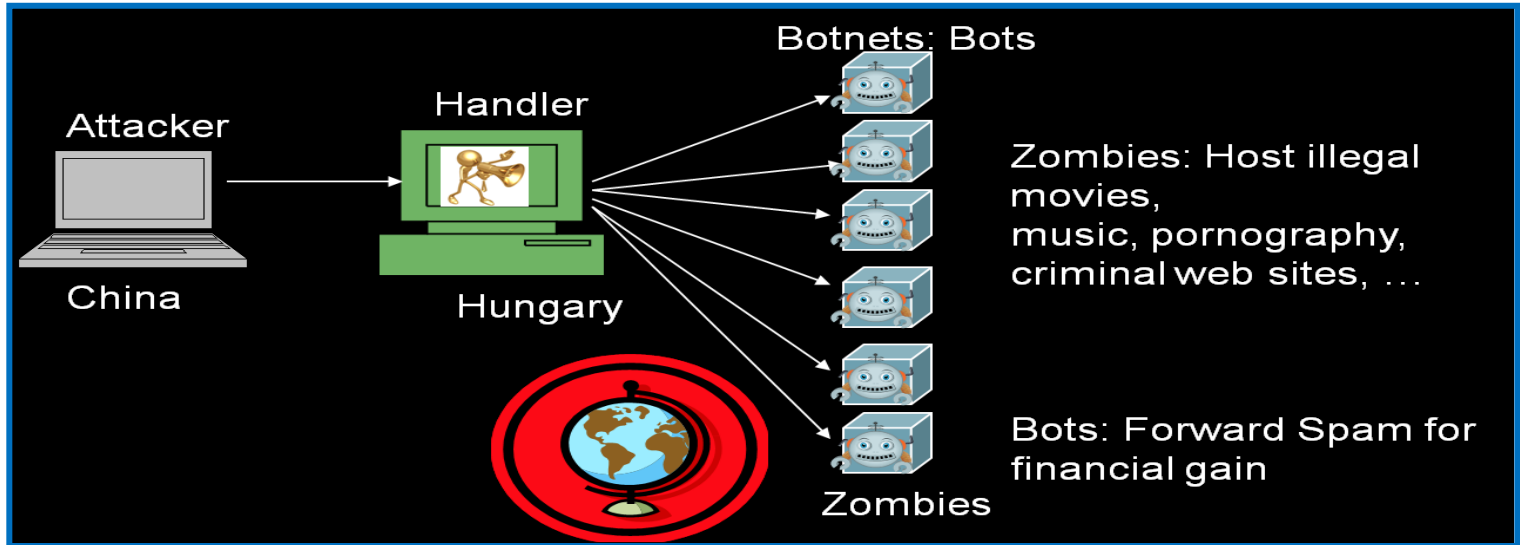 Botnets: Bots
Attacker
Handler
China
Hungary
Zombies: Host illegal
movies,
music, pornography,
criminal web sites, …
Bots: Forward Spam for
financial gain
Zombies